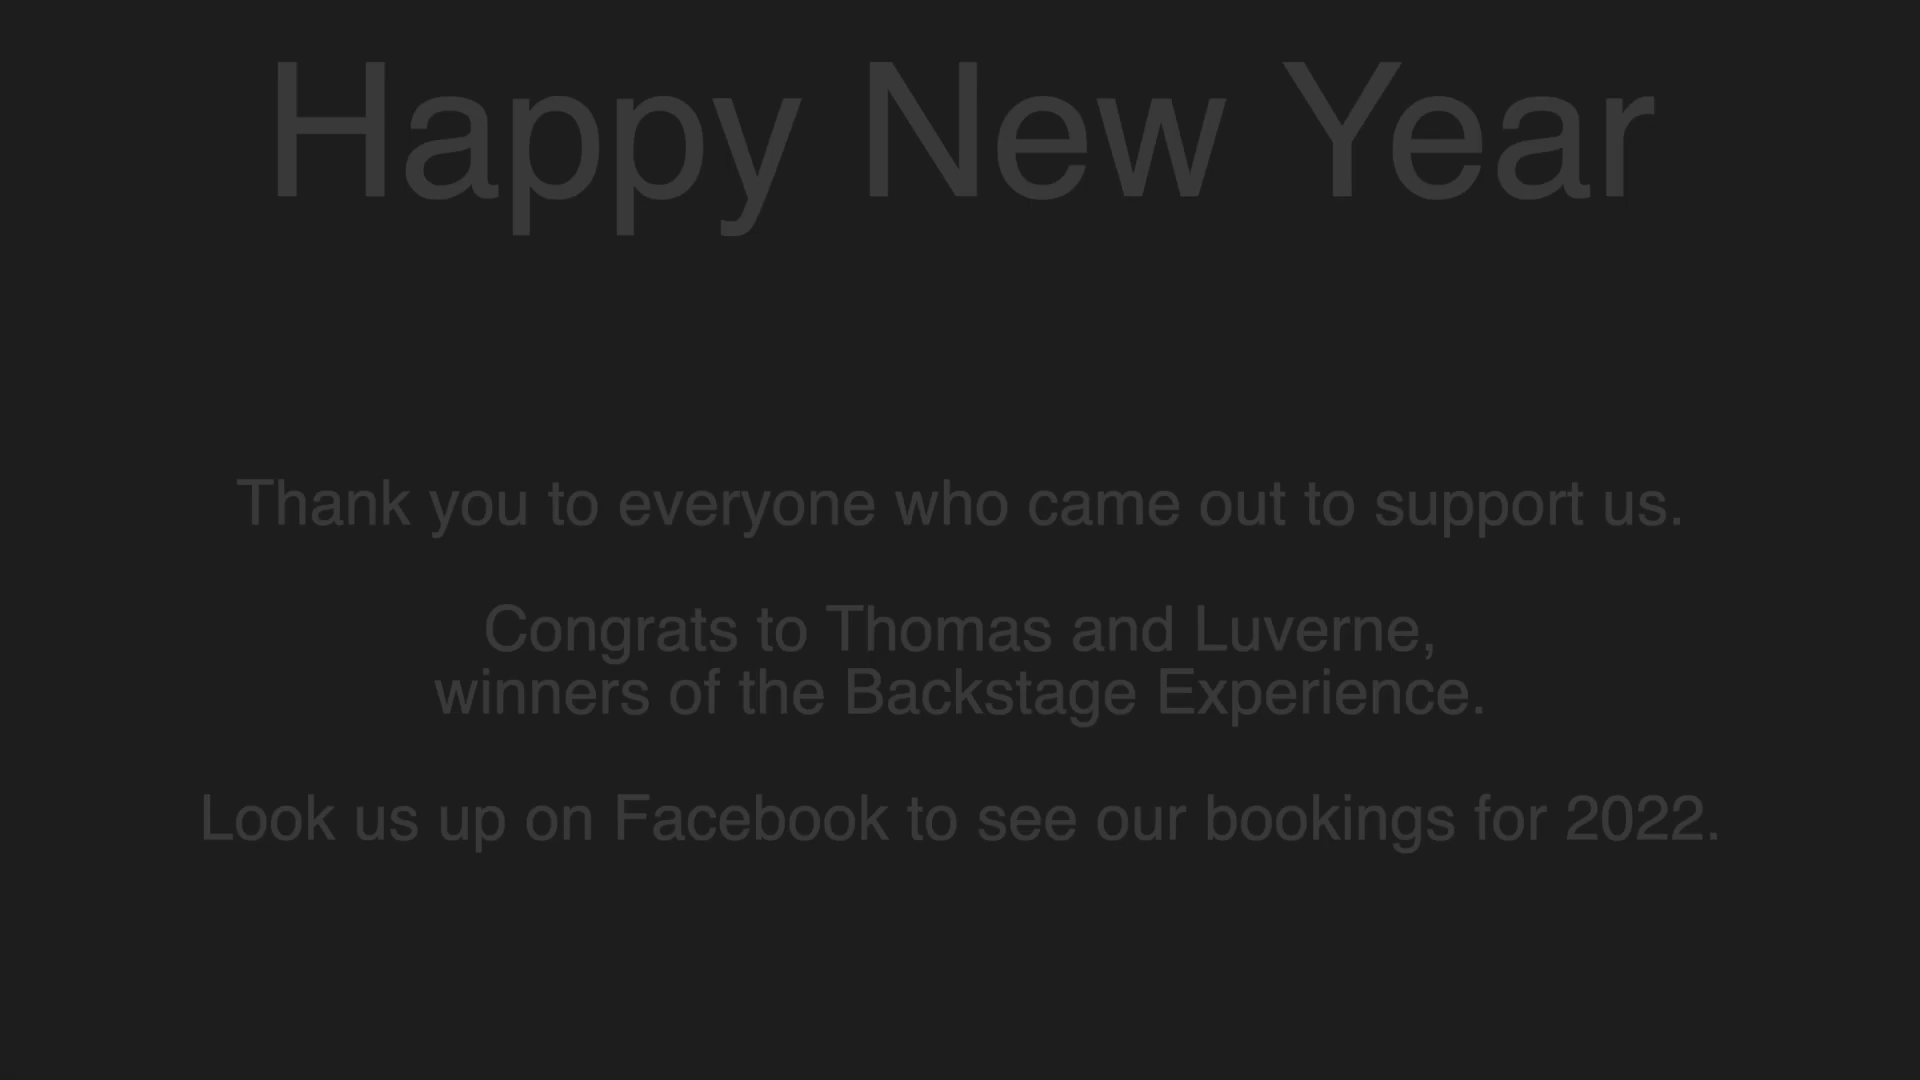 Happy New Year
Thank you to everyone who came out to support us.
Congrats to Thomas and Luverne,
winners of the Backstage Experience.
Look us up on Facebook to see our bookings for 2022.